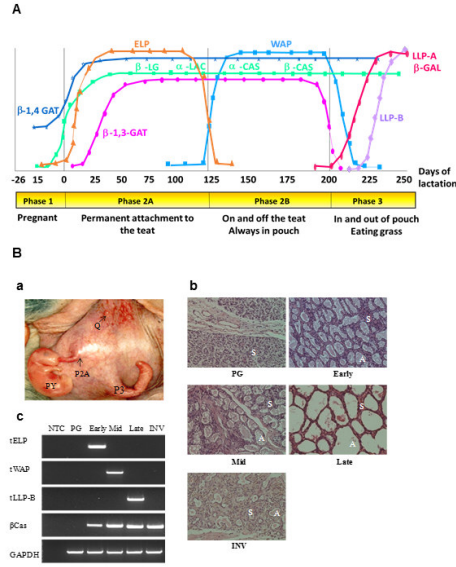 A
ELP
WAP
LLP-A
β-LG α-LAC α-CAS β-CAS
β-GAL
β-1,4 GAT
LLP-B
β-1,3-GAT
-26 15 0 25 50 75 100 125 150 175 200 225 250
Days of
lactation
Phase 1 Phase 2A Phase 2B Phase 3
Pregnant
Permanent attachment to
the teat
On and off the teat
Always in pouch
In and out of pouch
Eating grass
B
a
Q
P2A
PY
P3
b
S
PG
S
A
Early
S
A
Mid
S
A
Late
S
A
INV
c
NTC PG Early Mid Late INV
tELP
tWAP
tLLP-B
βCas
GAPDH